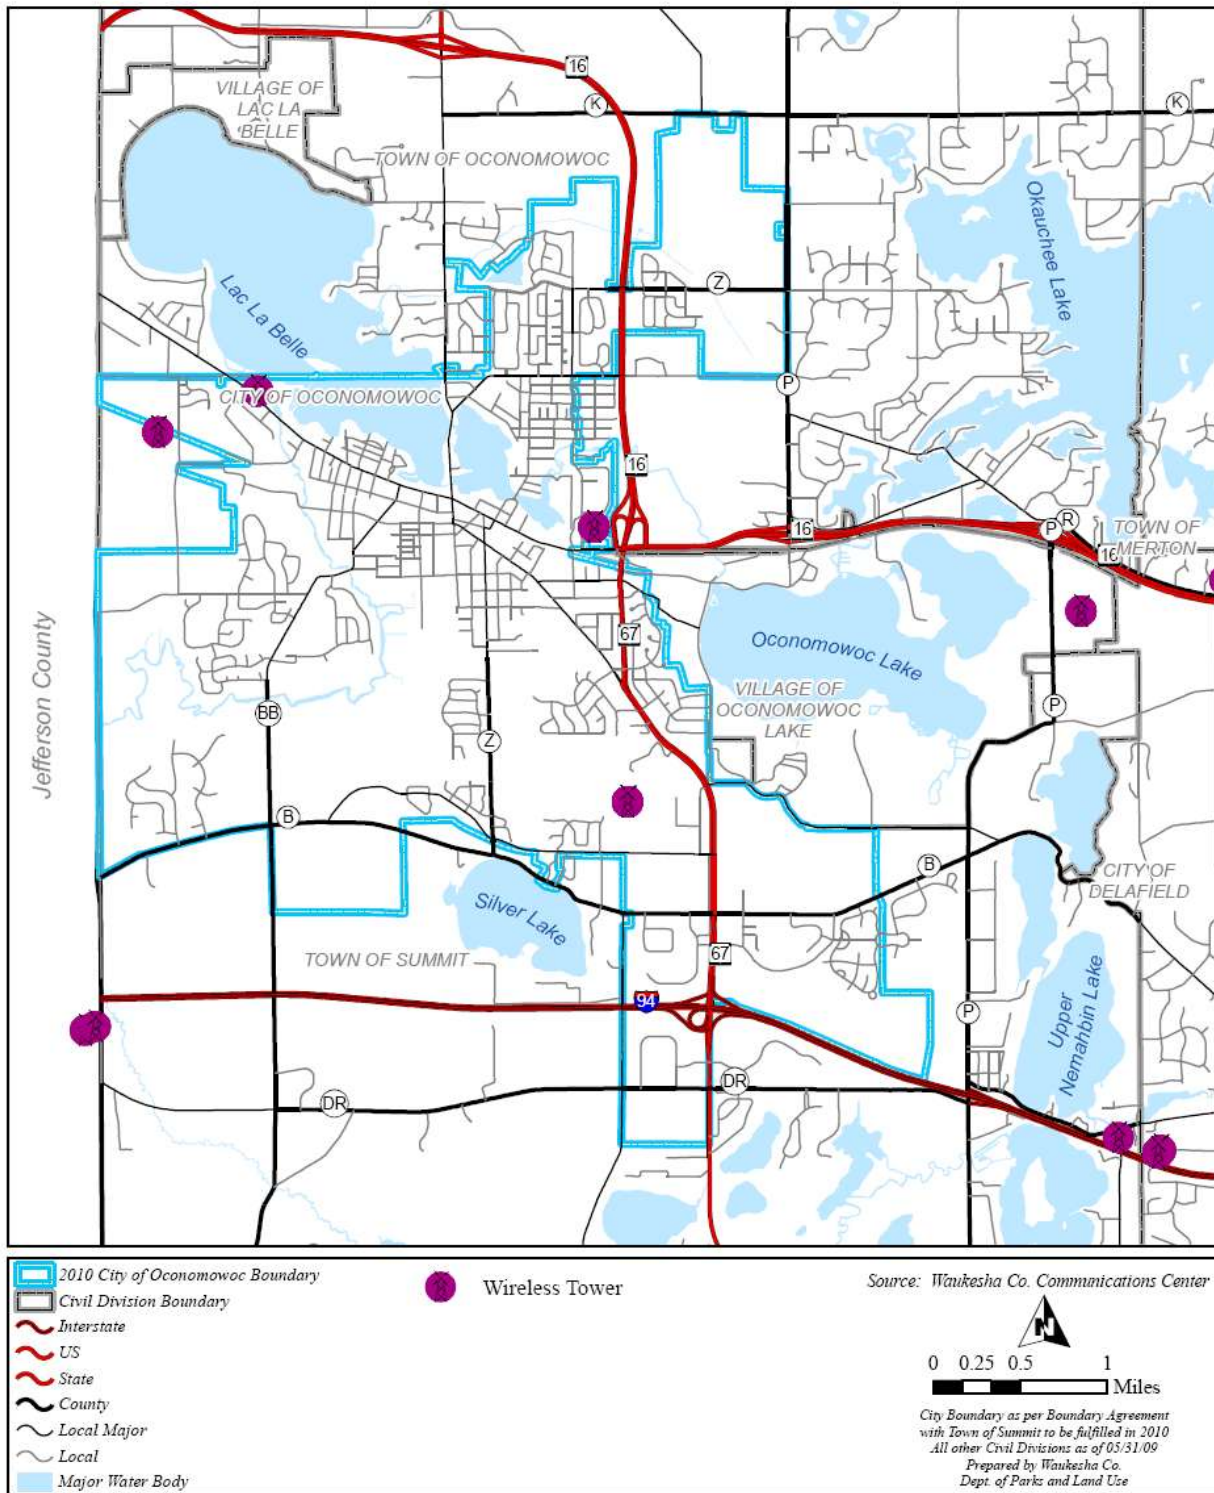 16
VILLAGE OF
LAC LA
BELLE
K
K
TOWN OF OCONOMOWOC
Okauchee Lake
Z
Lac La Belle
P
CITY OF OCONOMOWOC
16
16
P
R
TOWN OF
MERTON
16
Jefferson County
67
Oconomowoc Lake
VILLAGE OF
OCONOMOWOC
LAKE
P
BB
Z
B
B
CITY OF
DELAFIELD
Silver Lake
TOWN OF SUMMIT
67
94
P
Upper
Nemahbin Lake
DR
DR
2010 City of Oconomowoc Boundary
Civil Division Boundary
Interstate
US
State
County
Local Major
Local
Major Water Body
Wireless Tower
Source: Waukesha Co. Communications Center
N
0 0.25 0.5 1
Miles
City Boundary as per Boundary Agreement
with Town of Summit to be fulfilled in 2010
All other Civil Divisions as of 05/31/09
Prepared by Waukesha Co.
Dept. of Parks and Land Use